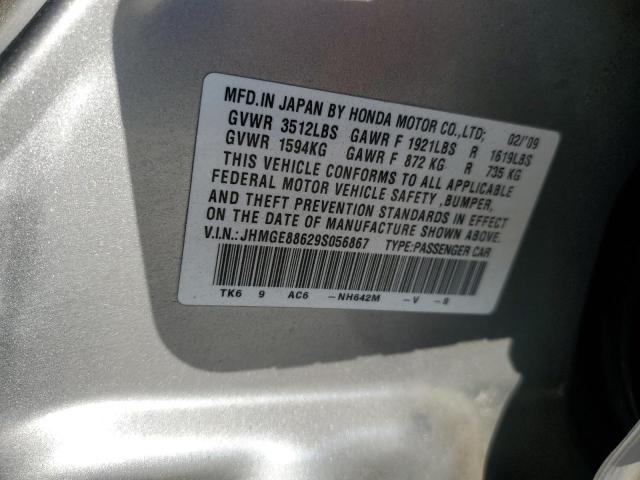 MFD.IN JAPAN BY HONDA MOTOR CO.,LTD; 02/'09
GVWR 3512LBS GAWR F 1921LBS R 1619LBS
GVWR 1594KG GAWR F 872 KG R 735 KG
THIS VEHICLE CONFORMS TO ALL APPLICABLE
FEDERAL MOTOR VEHICLE SAFETY ,BUMPER,
AND THEFT PREVENTION STANDARDS IN EFFECT
ON THE DATE OF MANUFACTURE SHOWN ABOVE.
V.I.N.:JHMGE88629S056867 TYPE:PASSENGER CAR
TK6 9 AC6 -NH642M -V -8